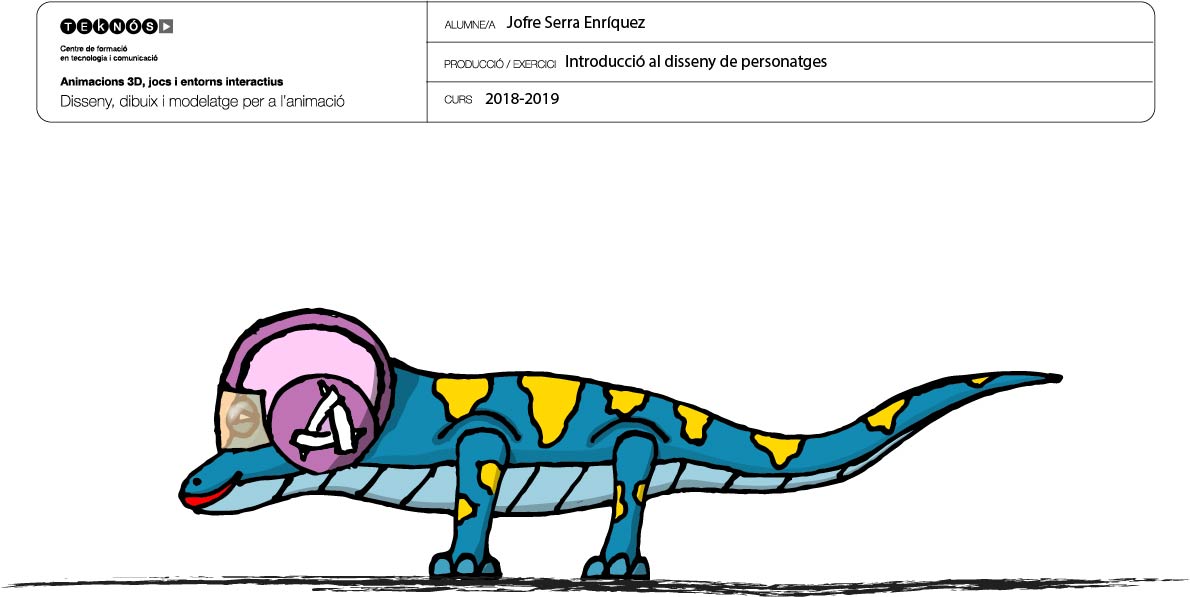 TEKNÓS
Centre de formació
en tecnologia i comunicació
Animacions 3D, jocs i entorns interactius
Disseny, dibuix i modelatge per a l'animació
ALUMNE/A Jofre Serra Enríquez
PRODUCCIÓ / EXERCICI Introducció al disseny de personatges
CURS 2018-2019